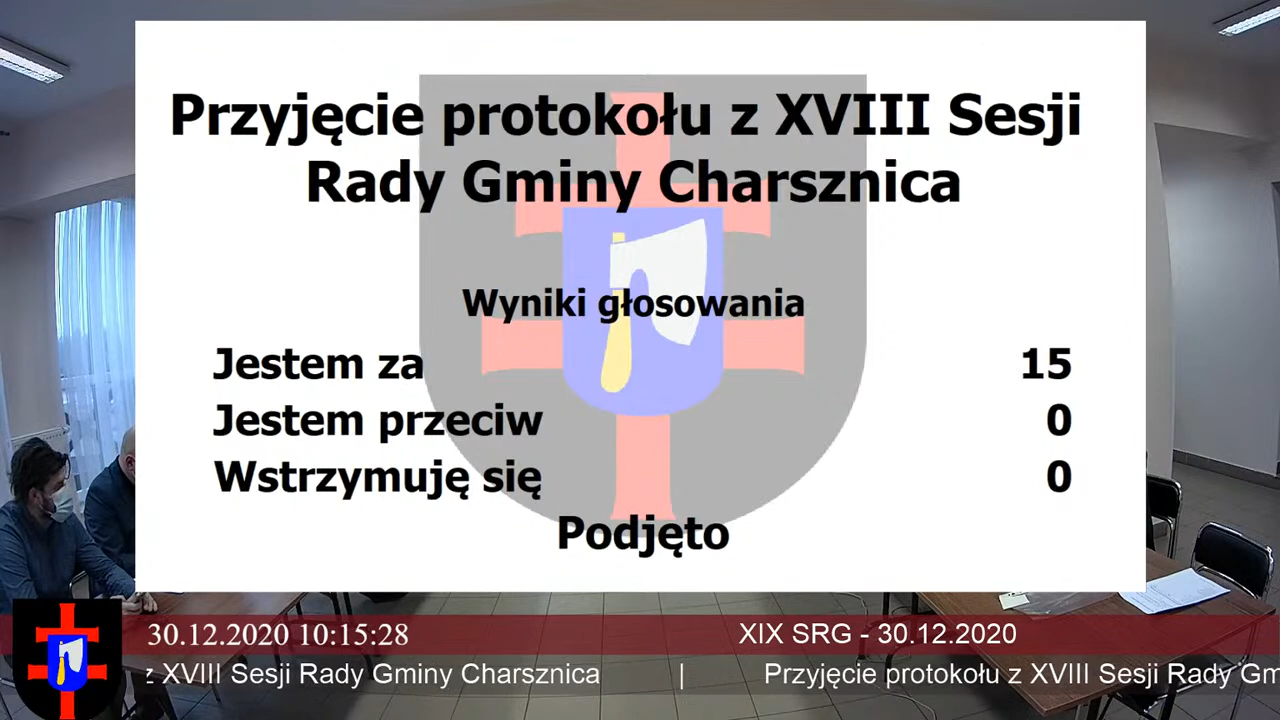 Przyjęcie protokołu z XVIII Sesji
Rady Gminy Charsznica
Wyniki głosowania
Jestem za 15
Jestem przeciw 0
Wstrzymuję się 0
Podjęto
30.12.2020 10:15:28 XIX SRG - 30.12.2020
z XVIII Sesji Rady Gminy Charsznica | Przyjęcie protokołu z XVIII Sesji Rady